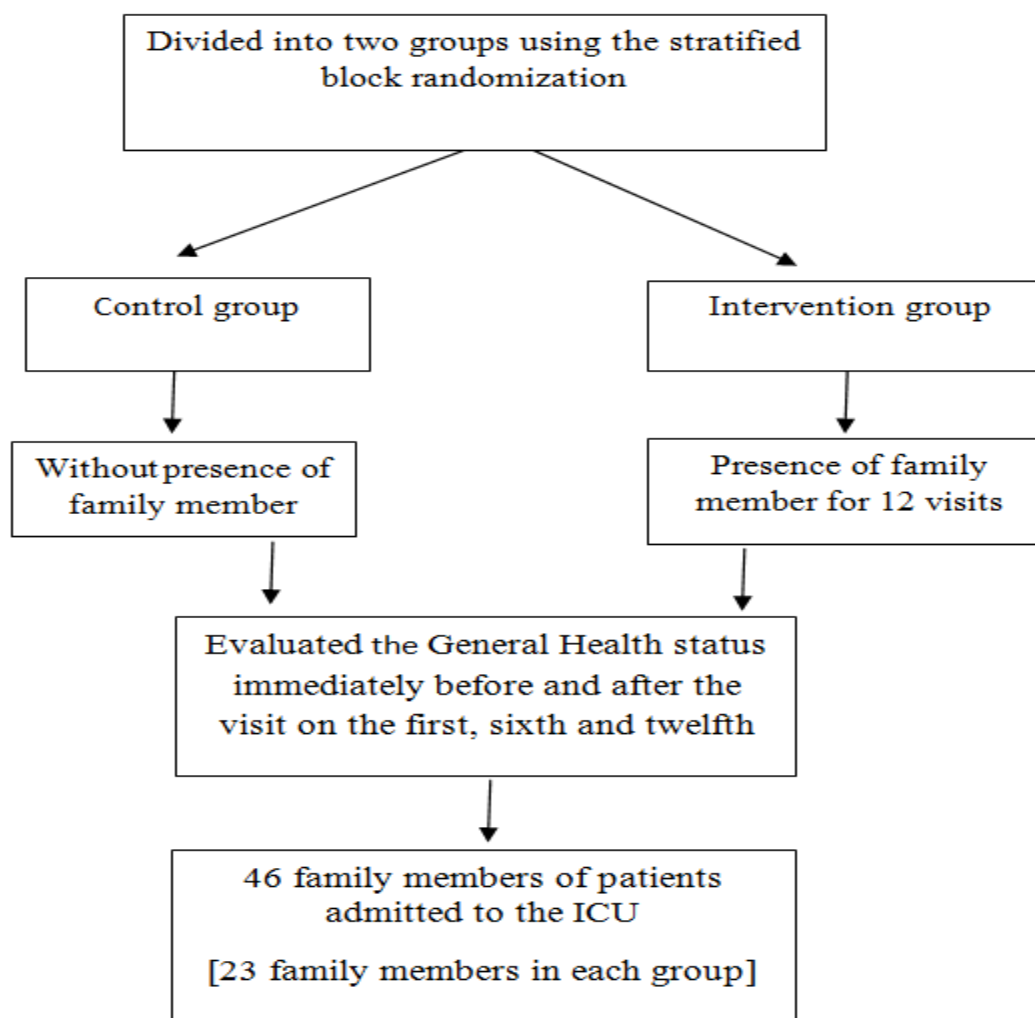 Divided into two groups using the stratified
block randomization
Control group
Intervention group
Without presence of
family member
Presence of family
member for 12 visits
Evaluated the General Health status
immediately before and after the
visit on the first, sixth and twelfth
46 family members of patients
admitted to the ICU
[23 family members in each group]